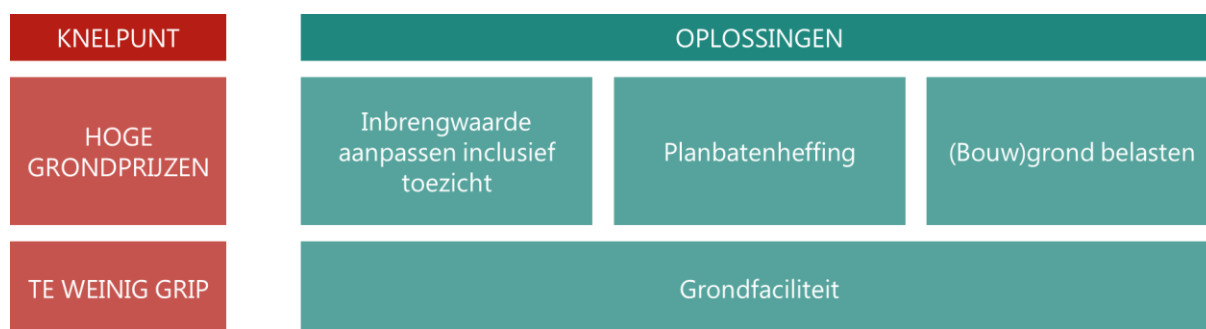 KNELPUNT
OPLOSSINGEN
HOGE
GRONDPRIJZEN
Inbrengwaarde
aanpassen inclusief
toezicht
Planbatenheffing
(Bouw)grond belasten
TE WEINIG GRIP
Grondfaciliteit